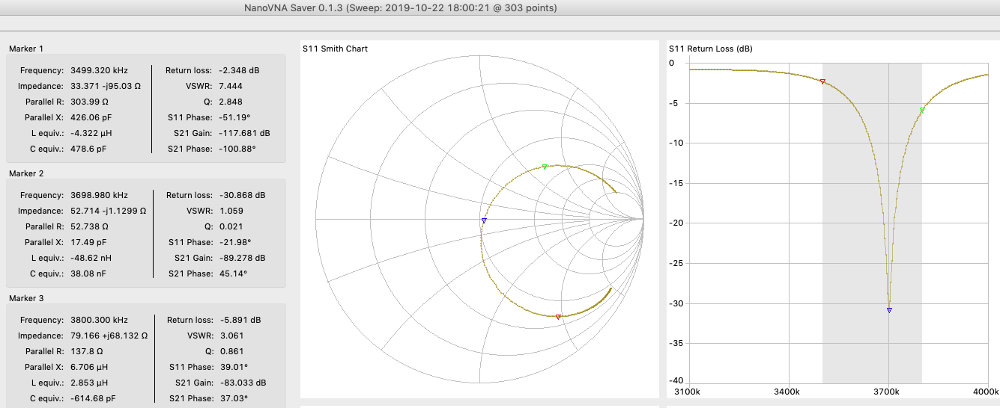 NanoVNA Saver 0.1.3 (Sweep: 2019-10-22 18:00:21 @ 303 points)
Marker 1
Frequency: 3499.320 kHz Return loss: -2.348 dB
Impedance: 33.371 -j95.03 Ω VSWR: 7.444
Parallel R: 303.99 Ω Q: 2.848
Parallel X: 426.06 pF S11 Phase: -51.19°
L equiv.: -4.322 µH S21 Gain: -117.681 dB
C equiv.: 478.6 pF S21 Phase: -100.88°
Marker 2
Frequency: 3698.980 kHz Return loss: -30.868 dB
Impedance: 52.714 -j1.1299 Ω VSWR: 1.059
Parallel R: 52.738 Ω Q: 0.021
Parallel X: 17.49 pF S11 Phase: -21.98°
L equiv.: -48.62 nH S21 Gain: -89.278 dB
C equiv.: 38.08 nF S21 Phase: 45.14°
Marker 3
Frequency: 3800.300 kHz Return loss: -5.891 dB
Impedance: 79.166 +j68.132 Ω VSWR: 3.061
Parallel R: 137.8 Ω Q: 0.861
Parallel X: 6.706 µH S11 Phase: 39.01°
L equiv.: 2.853 µH S21 Gain: -83.033 dB
C equiv.: -614.68 pF S21 Phase: 37.03°
S11 Smith Chart
S11 Return Loss (dB)
0
-5
-10
-15
-20
-25
-30
-35
-40
3100k 3400k 3700k 4000k